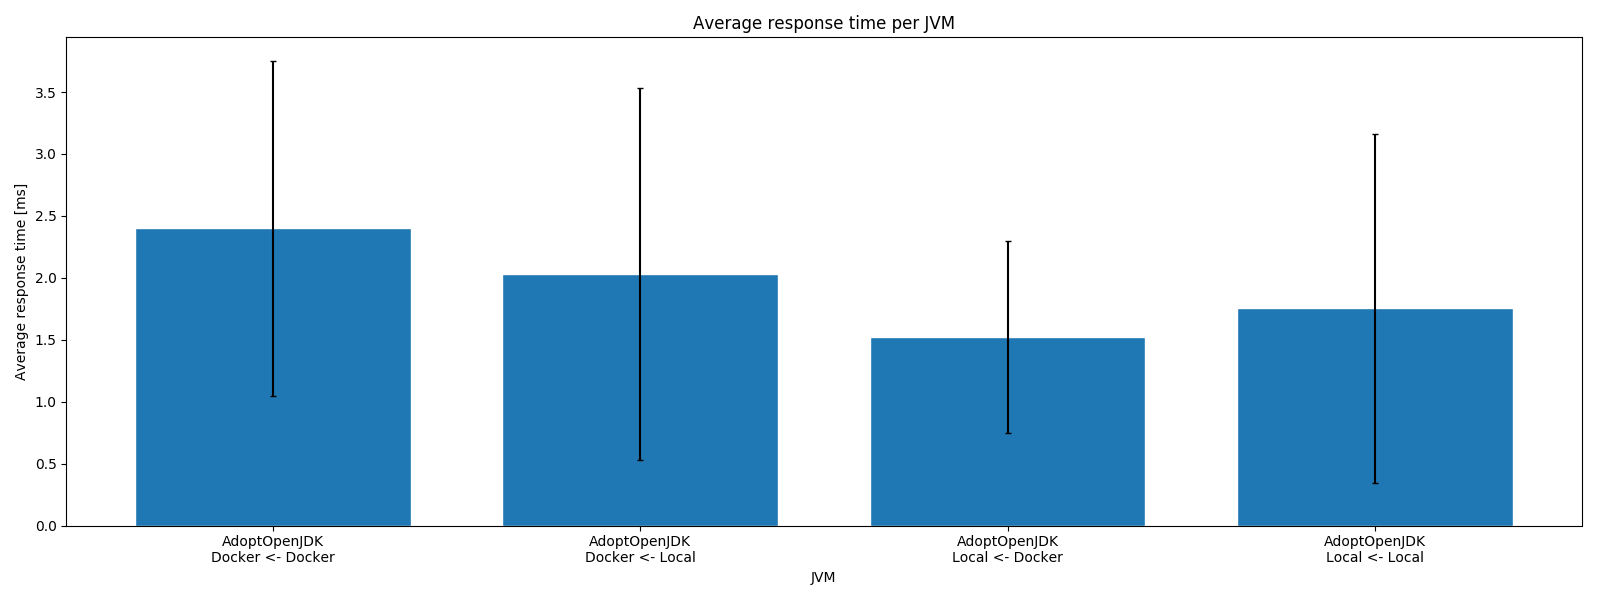 Average response time per JVM
Average response time [ms]
3.5
3.0
2.5
2.0
1.5
1.0
0.5
0.0
AdoptOpenJDK
Docker <- Docker
AdoptOpenJDK
Docker <- Local
AdoptOpenJDK
Local <- Docker
AdoptOpenJDK
Local <- Local
JVM